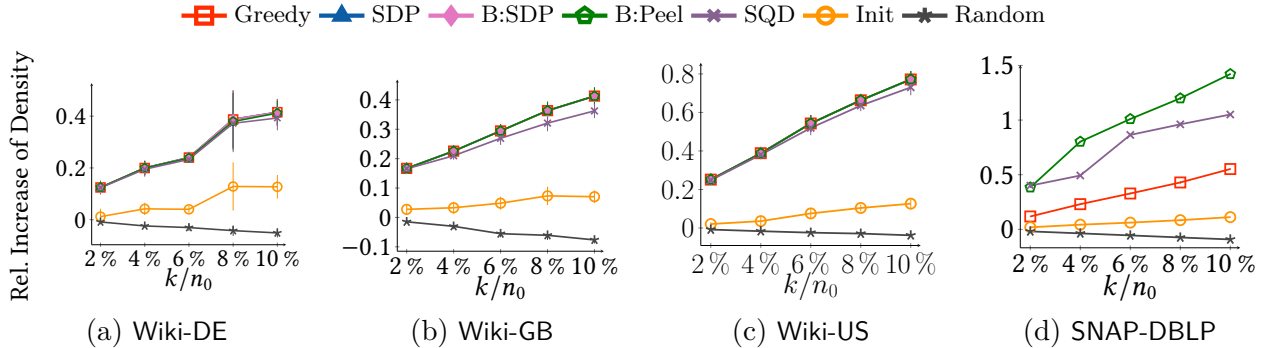 Greedy SDP B:SDP B:Peel SQD Init Random
Rel. Increase of Density
0.4
0.2
0
2 % 4 % 6 % 8 % 10 %
k/n₀
(a) Wiki-DE
0.4
0.3
0.2
0.1
0
−0.1
2 % 4 % 6 % 8 % 10 %
k/n₀
(b) Wiki-GB
0.8
0.6
0.4
0.2
0
2 % 4 % 6 % 8 % 10 %
k/n₀
(c) Wiki-US
1.5
1
0.5
0
2 % 4 % 6 % 8 % 10 %
k/n₀
(d) SNAP-DBLP